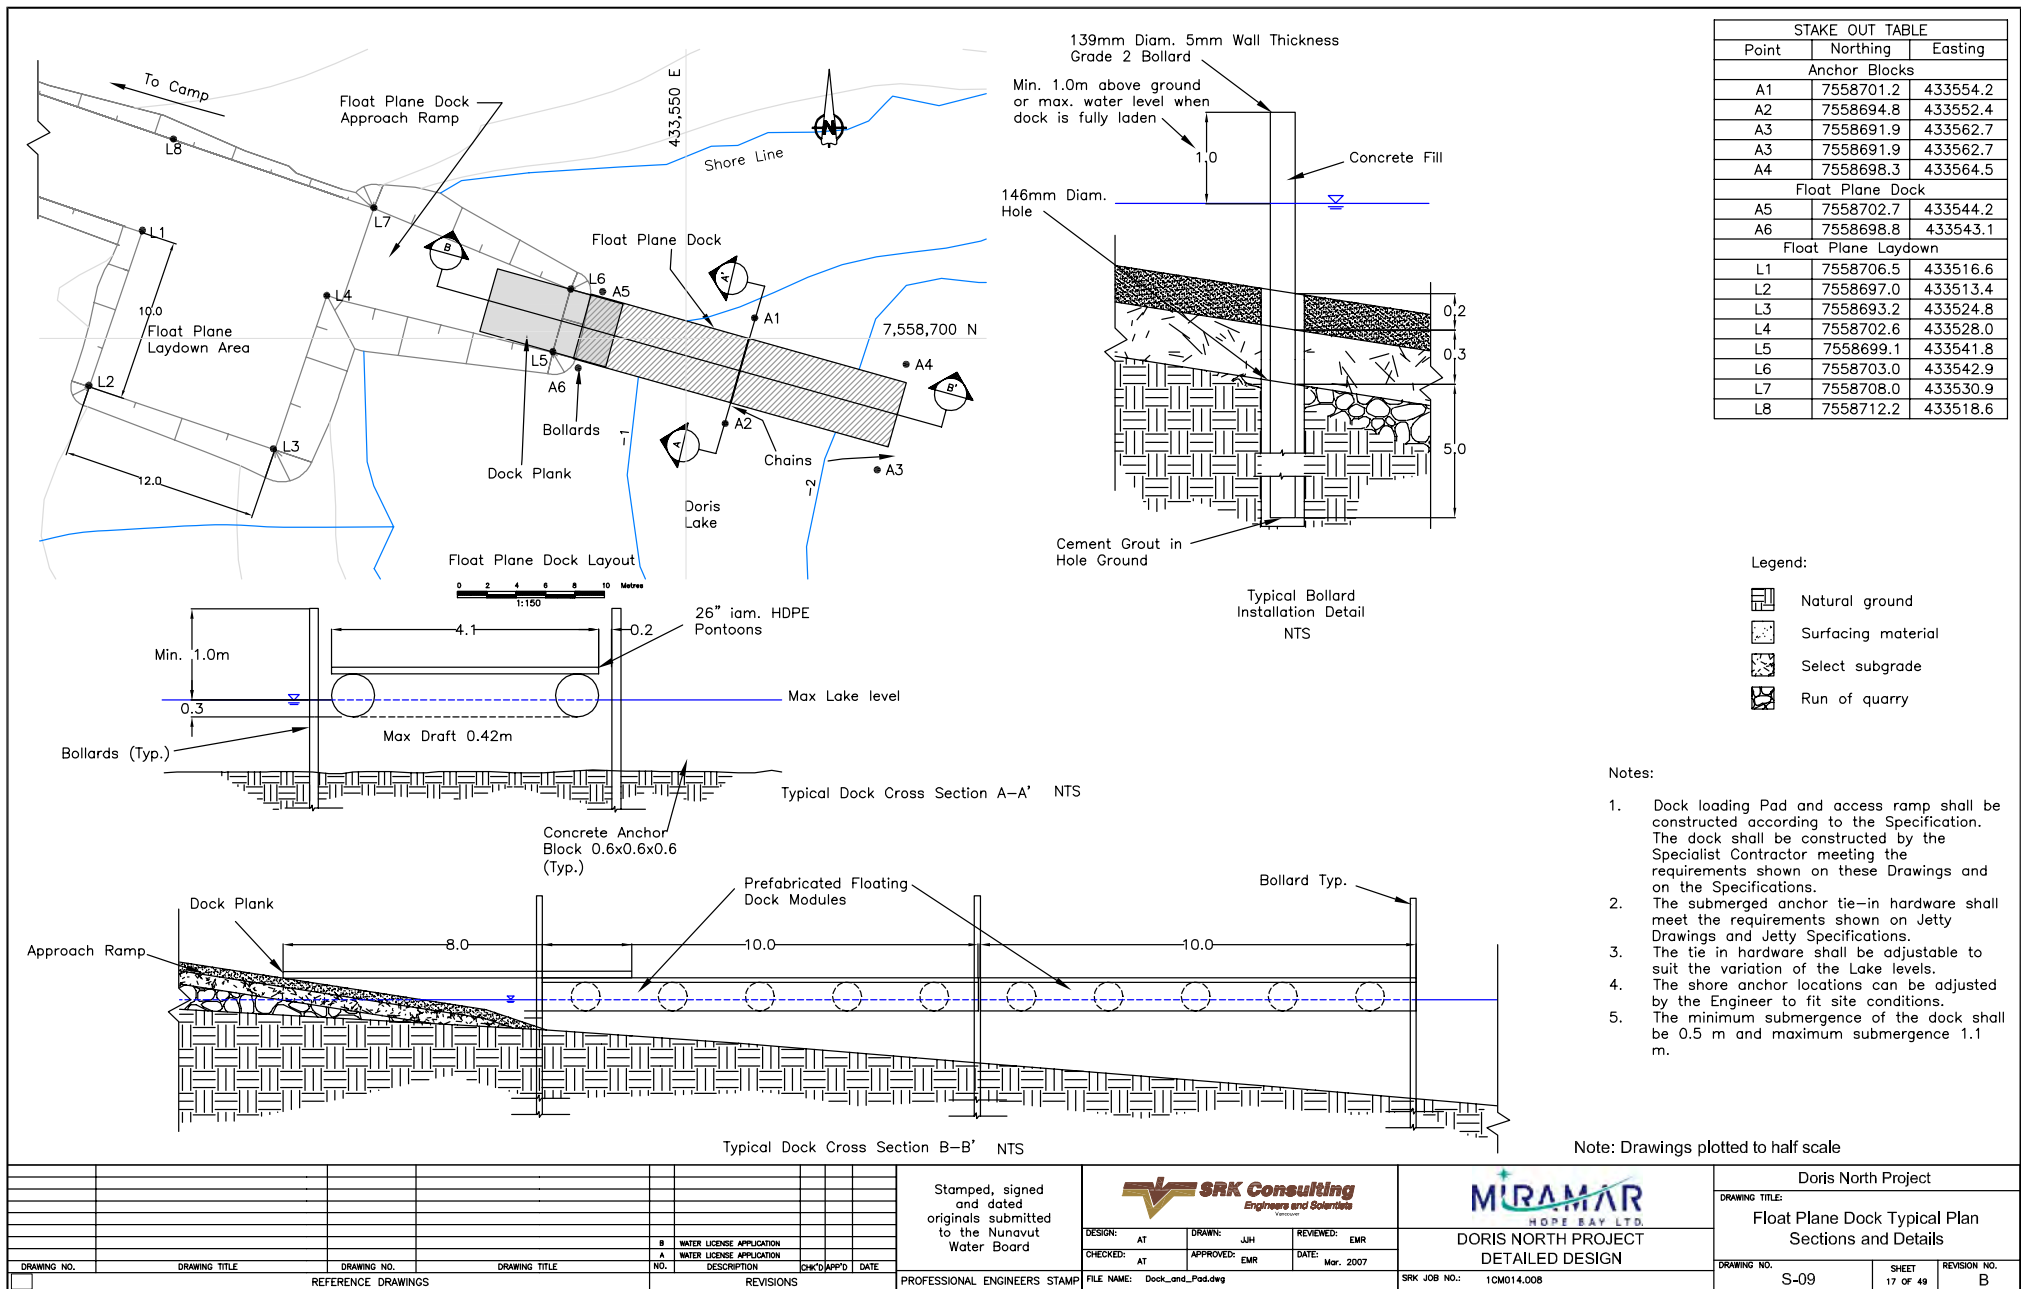 To Camp
Float Plane Dock
Approach Ramp
433,550 E
N
Shore Line
L8
L7
L1
10.0
Float Plane
Laydown Area
L4
L2
L3
12.0
B
Float Plane Dock
L6
A5
A'
A1
7,558,700 N
A4
L5
A6
B'
Bollards
A2
A
Chains
A3
Dock Plank
-1
-2
Doris
Lake
Float Plane Dock Layout
0 2 4 6 8 10 Metres
1:150
139mm Diam. 5mm Wall Thickness
Grade 2 Bollard
Min. 1.0m above ground
or max. water level when
dock is fully laden
1.0
Concrete Fill
146mm Diam.
Hole
0.2
0.3
5.0
Cement Grout in
Hole Ground
Typical Bollard
Installation Detail
NTS
STAKE OUT TABLE
Point Northing Easting
Anchor Blocks
A1 7558701.2 433554.2
A2 7558694.8 433552.4
A3 7558691.9 433562.7
A3 7558691.9 433562.7
A4 7558698.3 433564.5
Float Plane Dock
A5 7558702.7 433544.2
A6 7558698.8 433543.1
Float Plane Laydown
L1 7558706.5 433516.6
L2 7558697.0 433513.4
L3 7558693.2 433524.8
L4 7558702.6 433528.0
L5 7558699.1 433541.8
L6 7558703.0 433542.9
L7 7558708.0 433530.9
L8 7558712.2 433518.6
Legend:
Natural ground
Surfacing material
Select subgrade
Run of quarry
4.1
0.2
26" iam. HDPE
Pontoons
Min. 1.0m
0.3
Max Lake level
Max Draft 0.42m
Bollards (Typ.)
Typical Dock Cross Section A-A' NTS
Concrete Anchor
Block 0.6x0.6x0.6
(Typ.)
Dock Plank
Prefabricated Floating
Dock Modules
Bollard Typ.
Approach Ramp
8.0
10.0
10.0
Typical Dock Cross Section B-B' NTS
Notes:
1. Dock loading Pad and access ramp shall be
constructed according to the Specification.
The dock shall be constructed by the
Specialist Contractor meeting the
requirements shown on these Drawings and
on the Specifications.
2. The submerged anchor tie-in hardware shall
meet the requirements shown on Jetty
Drawings and Jetty Specifications.
3. The tie in hardware shall be adjustable to
suit the variation of the Lake levels.
4. The shore anchor locations can be adjusted
by the Engineer to fit site conditions.
5. The minimum submergence of the dock shall
be 0.5 m and maximum submergence 1.1
m.
Note: Drawings plotted to half scale
B WATER LICENSE APPLICATION
A WATER LICENSE APPLICATION
DRAWING NO. DRAWING TITLE DRAWING NO. DRAWING TITLE NO. DESCRIPTION CHK'D APP'D DATE
REFERENCE DRAWINGS REVISIONS
Stamped, signed
and dated
originals submitted
to the Nunavut
Water Board
PROFESSIONAL ENGINEERS STAMP
SRK Consulting
Engineers and Scientists
Vancouver
DESIGN: AT DRAWN: JJH REVIEWED: EMR
CHECKED: AT APPROVED: EMR DATE: Mar. 2007
FILE NAME: Dock_and_Pad.dwg
MIRAMAR
HOPE BAY LTD.
DORIS NORTH PROJECT
DETAILED DESIGN
SRK JOB NO.: 1CM014.008
Doris North Project
DRAWING TITLE:
Float Plane Dock Typical Plan
Sections and Details
DRAWING NO. S-09
SHEET 17 OF 49
REVISION NO. B